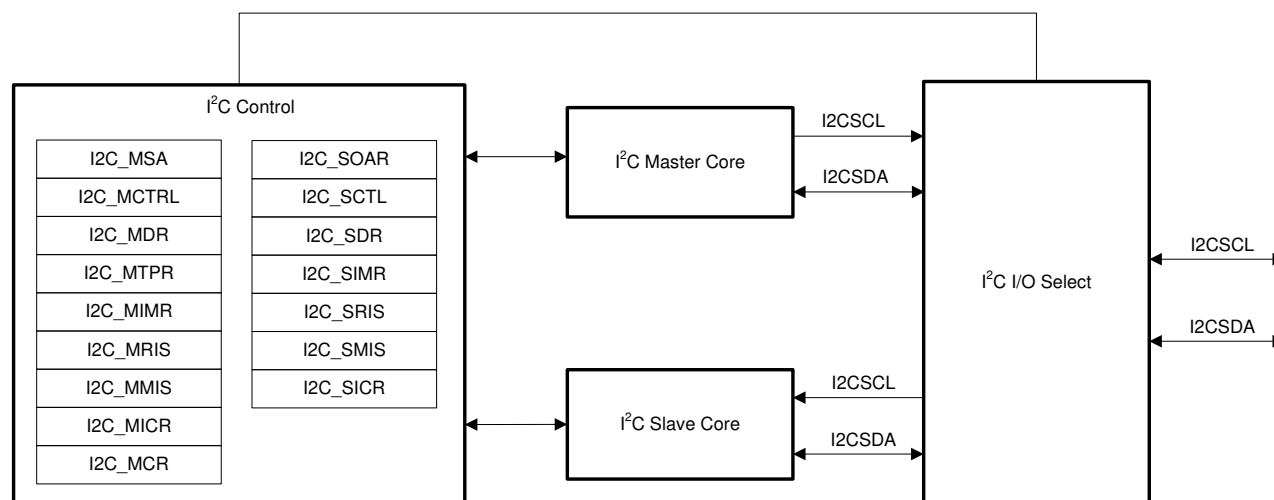 I²C Control
I2C_MSA
I2C_MCTRL
I2C_MDR
I2C_MTPR
I2C_MIMR
I2C_MRIS
I2C_MMIS
I2C_MICR
I2C_MCR
I2C_SOAR
I2C_SCTL
I2C_SDR
I2C_SIMR
I2C_SRIS
I2C_SMIS
I2C_SICR
I²C Master Core
I2CSCL
I2CSDA
I²C Slave Core
I2CSCL
I2CSDA
I²C I/O Select
I2CSCL
I2CSDA